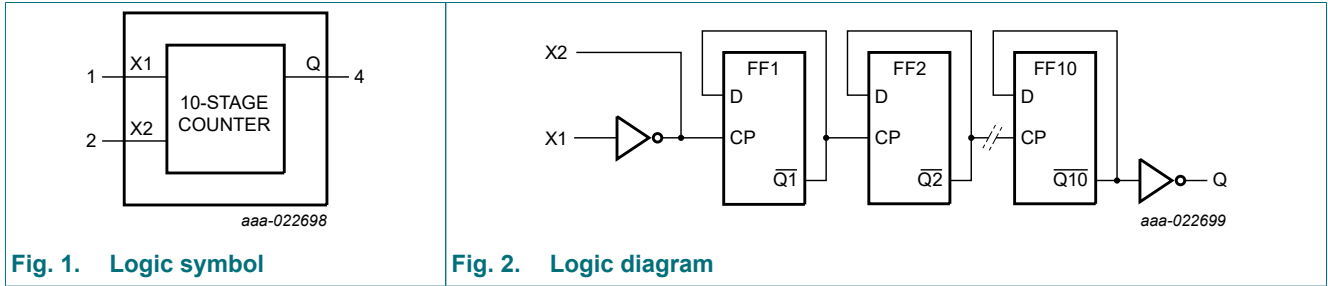 X1
Q
1
4
10-STAGE
COUNTER
X2
2
aaa-022698
Fig. 1. Logic symbol
X2
FF1
FF2
FF10
D
D
D
X1
CP
CP
CP
Q1
Q2
Q10
Q
aaa-022699
Fig. 2. Logic diagram